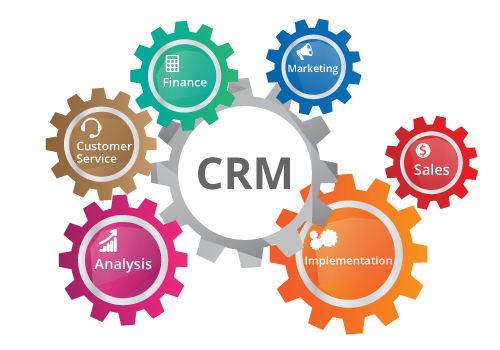 Finance
Marketing
Customer
Service
CRM
Sales
Analysis
Implementation